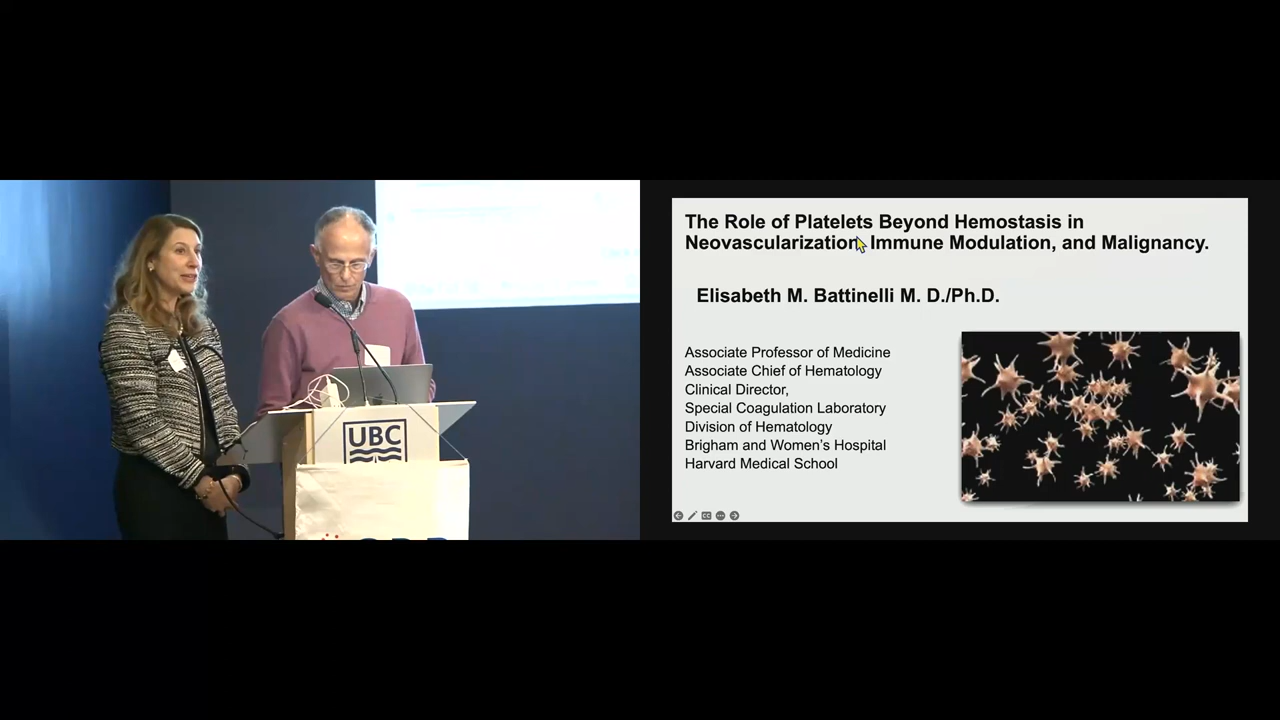 The Role of Platelets Beyond Hemostasis in
Neovascularization, Immune Modulation, and Malignancy.
Elisabeth M. Battinelli M. D./Ph.D.
Associate Professor of Medicine
Associate Chief of Hematology
Clinical Director,
Special Coagulation Laboratory
Division of Hematology
Brigham and Women’s Hospital
Harvard Medical School
CC
UBC